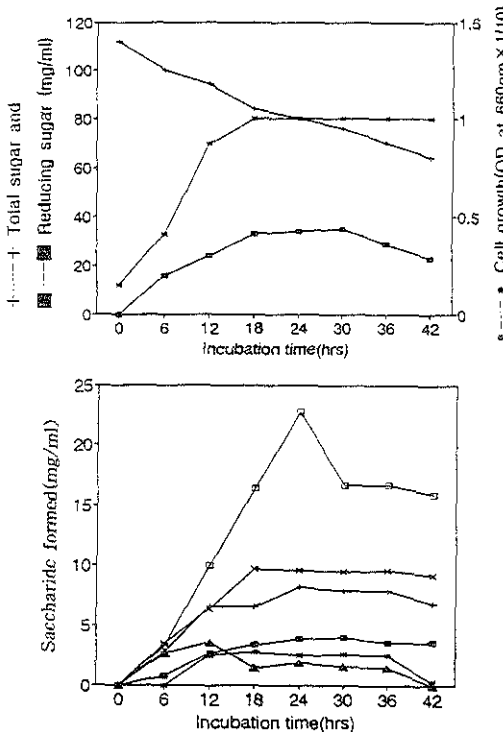 Total sugar and
Reducing sugar (mg/ml)
120
100
80
60
40
20
0
1.5
1
0.5
0
Cell growth(OD at 660nm X 1/10)
0 6 12 18 24 30 36 42
Incubation time(hrs)
Saccharide formed(mg/ml)
25
20
15
10
5
0
0 6 12 18 24 30 36 42
Incubation time(hrs)